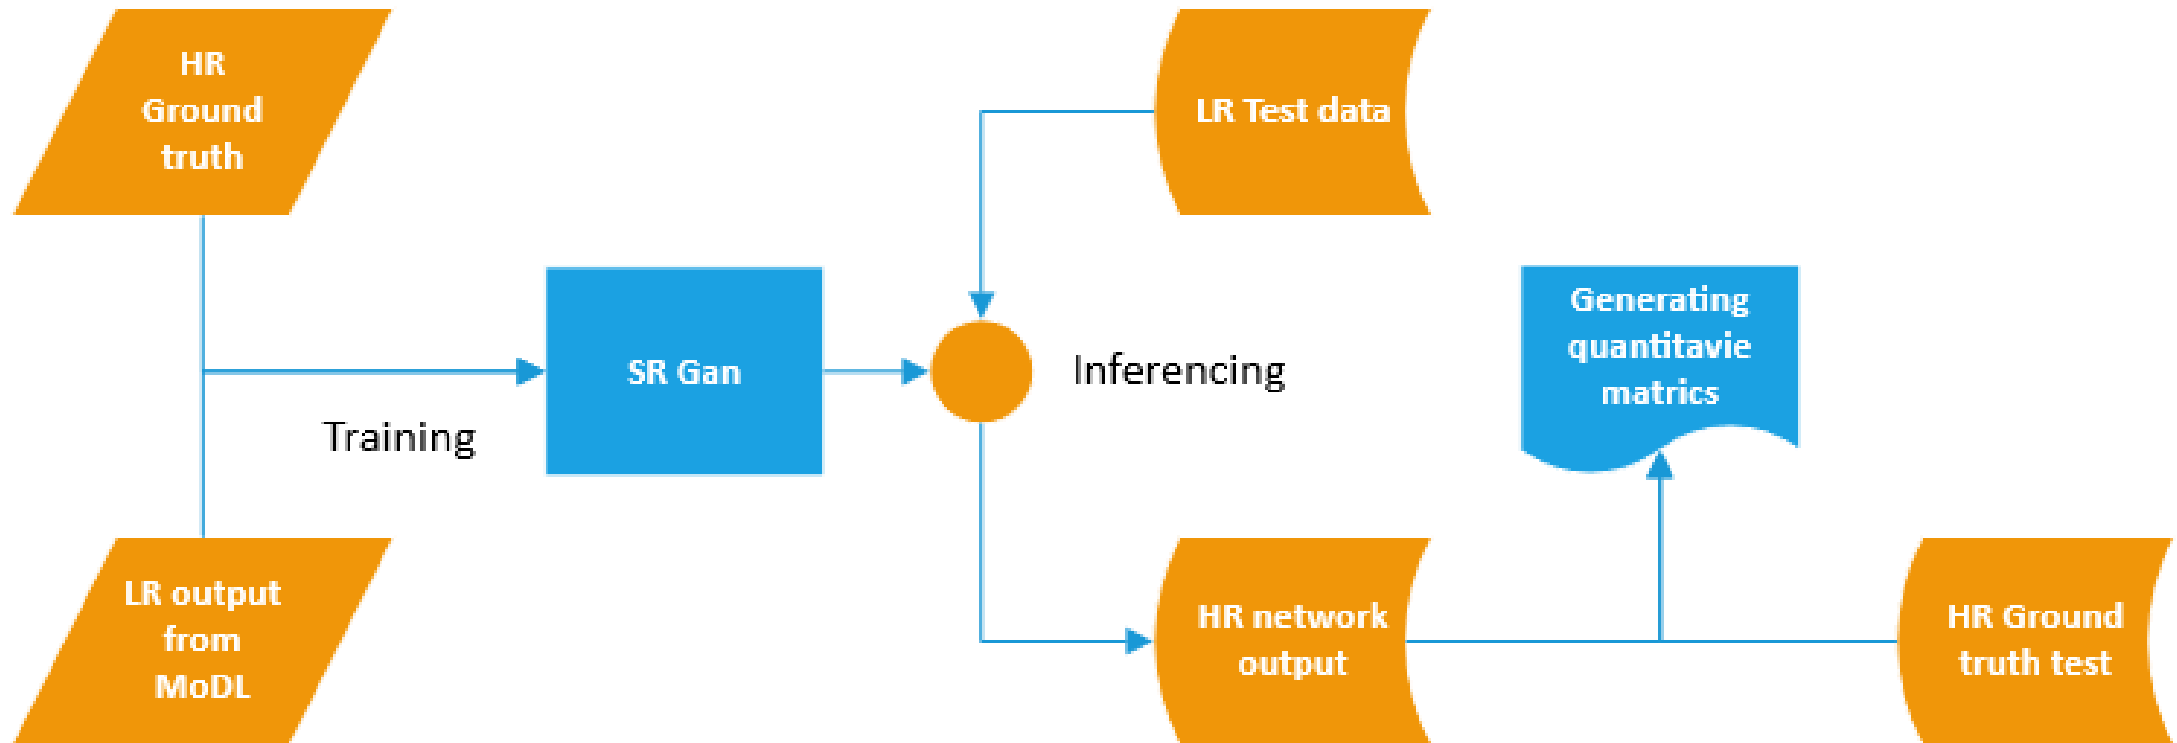 HR
Ground
truth
LR Test data
Generating
quantitavie
matrics
SR Gan
Inferencing
Training
LR output
from
MoDL
HR network
output
HR Ground
truth test